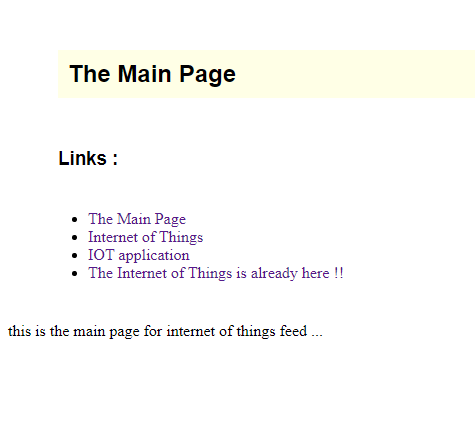 The Main Page
Links :
The Main Page
Internet of Things
IOT application
The Internet of Things is already here !!
this is the main page for internet of things feed ...